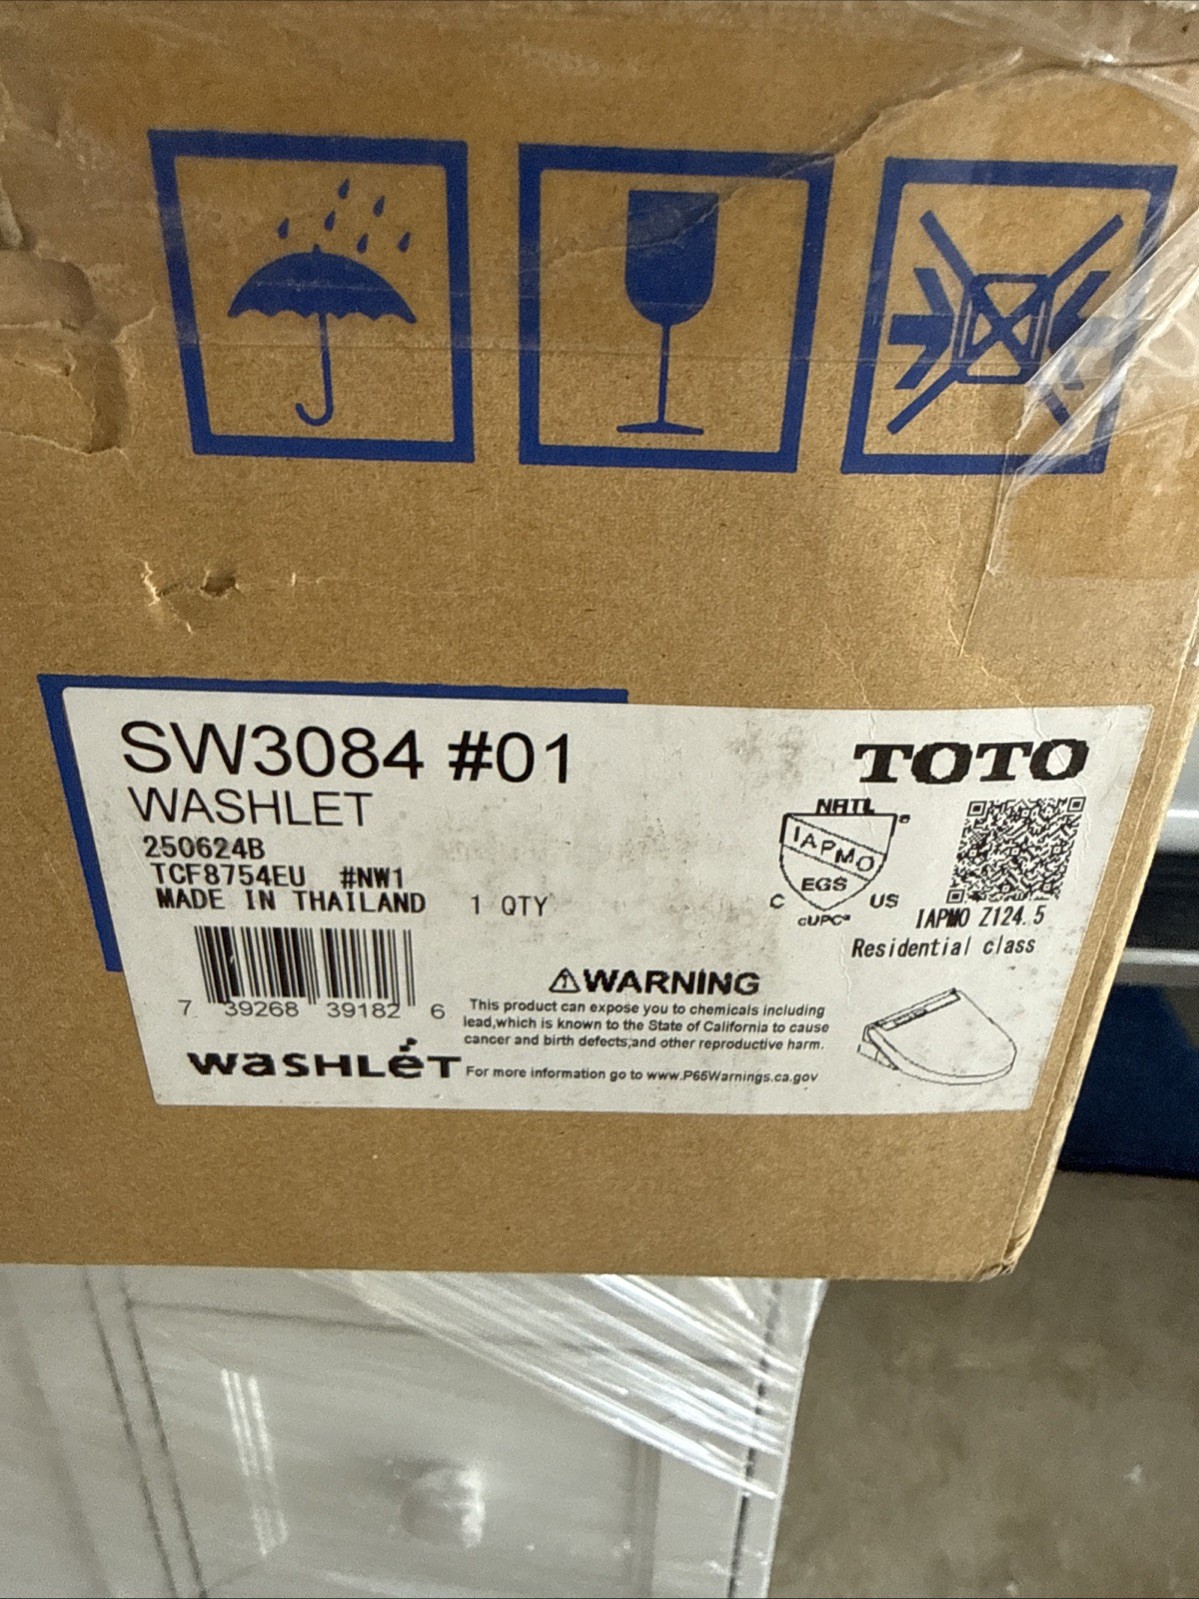 SW3084 #01
WASHLET
250624B
TCF8754EU #NW1
MADE IN THAILAND 1 QTY
7 39268 39182 6
WASHLET
TOTO
NRTL
IAPMO
EGS
C US
cUPC®
IAPMO Z124.5
Residential class
⚠WARNING
This product can expose you to chemicals including
lead,which is known to the State of California to cause
cancer and birth defects,and other reproductive harm.
For more information go to www.P65Warnings.ca.gov